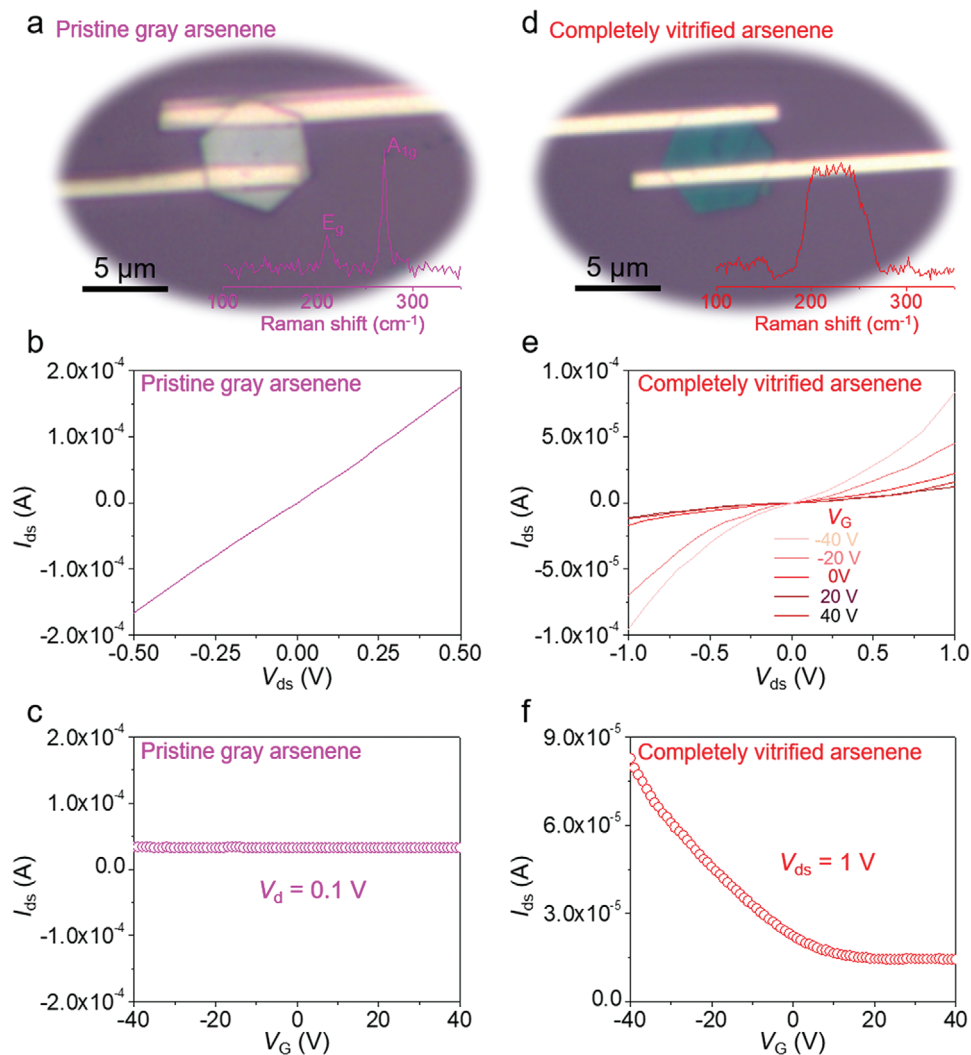 a Pristine gray arsenene
A1g
Eg
5 μm
100 200 300
Raman shift (cm-1)
d Completely vitrified arsenene
5 μm
100 200 300
Raman shift (cm-1)
b
Pristine gray arsenene
2.0x10-4
1.0x10-4
0.0
-1.0x10-4
-2.0x10-4
Ids (A)
-0.50 -0.25 0.00 0.25 0.50
Vds (V)
e
Completely vitrified arsenene
1.0x10-4
5.0x10-5
0.0
-5.0x10-5
-1.0x10-4
Ids (A)
VG
-40 V
-20 V
0V
20 V
40 V
-1.0 -0.5 0.0 0.5 1.0
Vds (V)
c
Pristine gray arsenene
2.0x10-4
1.0x10-4
0.0
-1.0x10-4
-2.0x10-4
Ids (A)
Vd = 0.1 V
-40 -20 0 20 40
VG (V)
f
Completely vitrified arsenene
9.0x10-5
6.0x10-5
3.0x10-5
0.0
Ids (A)
Vds = 1 V
-40 -20 0 20 40
VG (V)